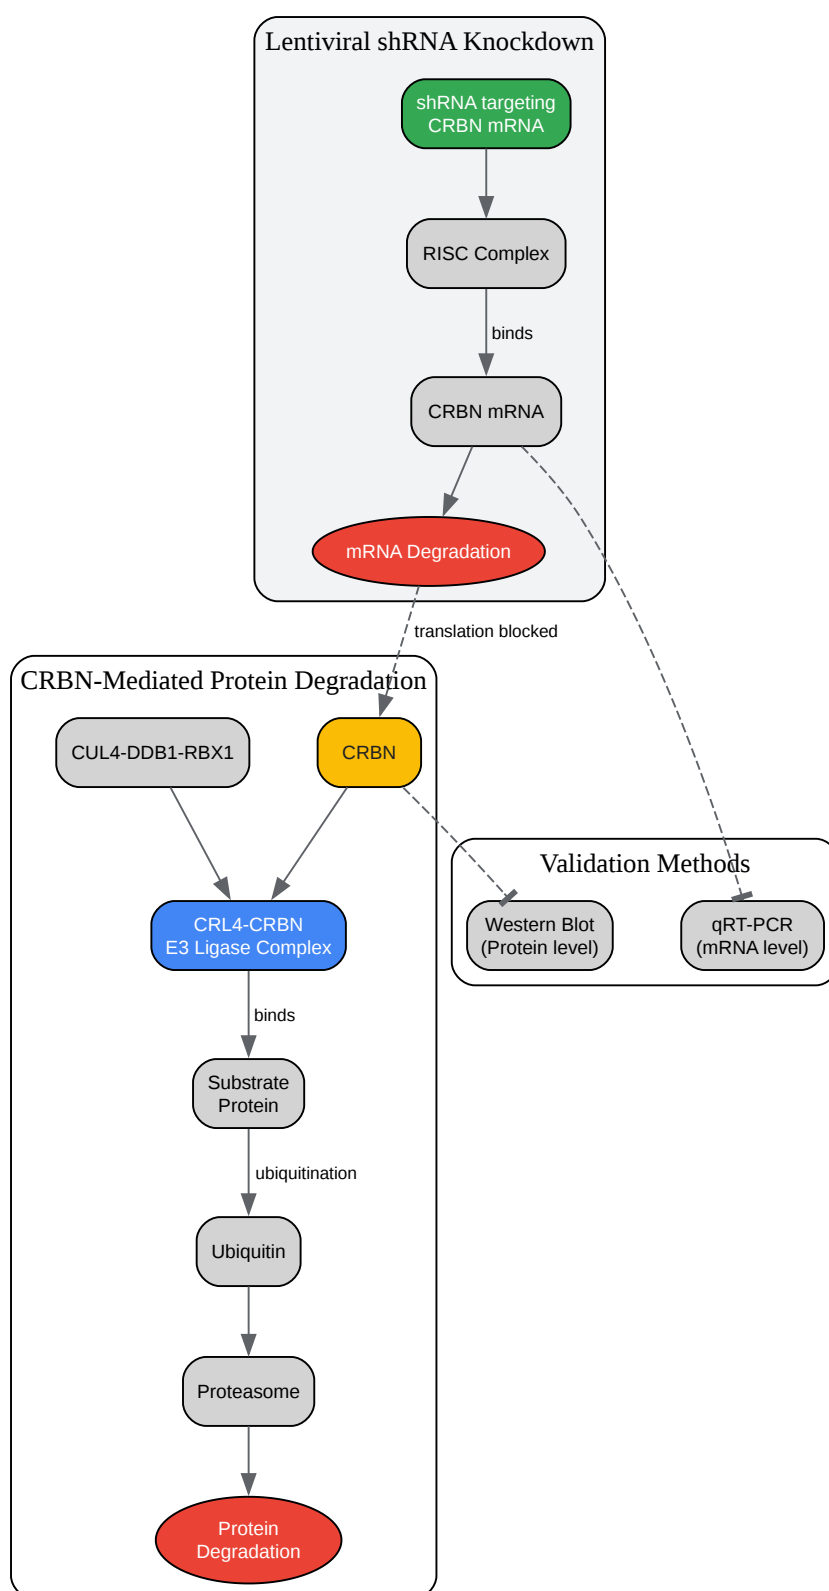 Lentiviral shRNA Knockdown
shRNA targeting
CRBN mRNA
RISC Complex
binds
CRBN mRNA
mRNA Degradation
translation blocked
CRBN-Mediated Protein Degradation
CUL4-DDB1-RBX1
CRBN
Validation Methods
Western Blot
(Protein level)
qRT-PCR
(mRNA level)
CRL4-CRBN
E3 Ligase Complex
binds
Substrate
Protein
ubiquitination
Ubiquitin
Proteasome
Protein
Degradation